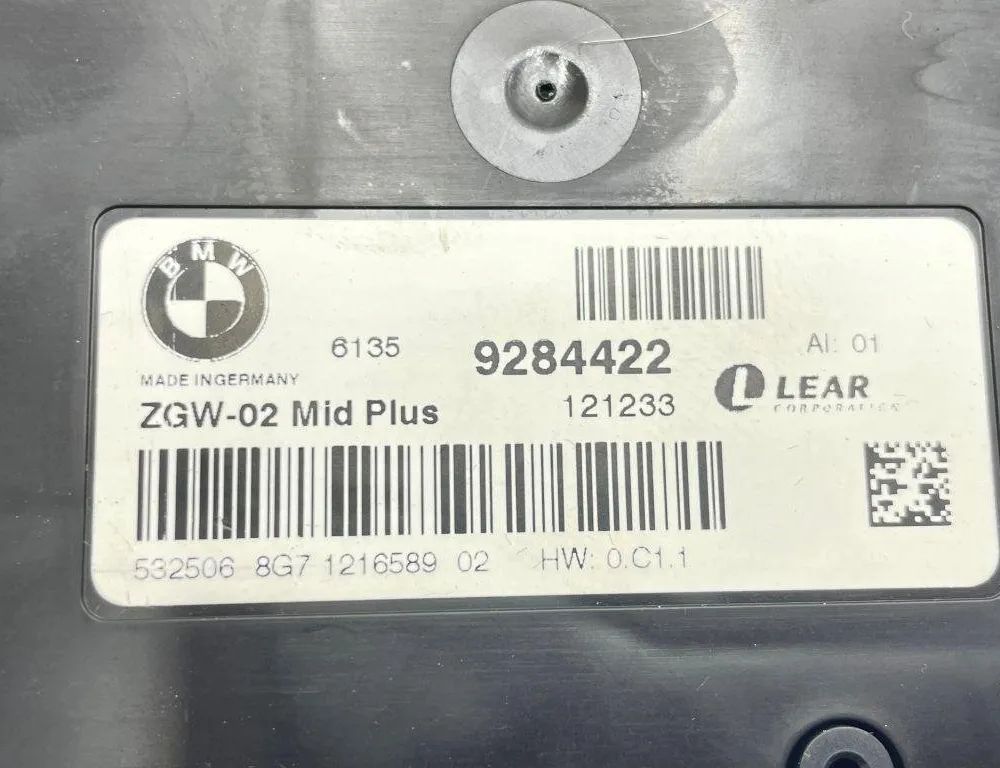 BMW
6135 9284422 AI: 01
MADE INGERMANY
LEAR
CORPORATION
ZGW-02 Mid Plus 121233
532506 8G7 1216589 02 HW: 0.C1.1